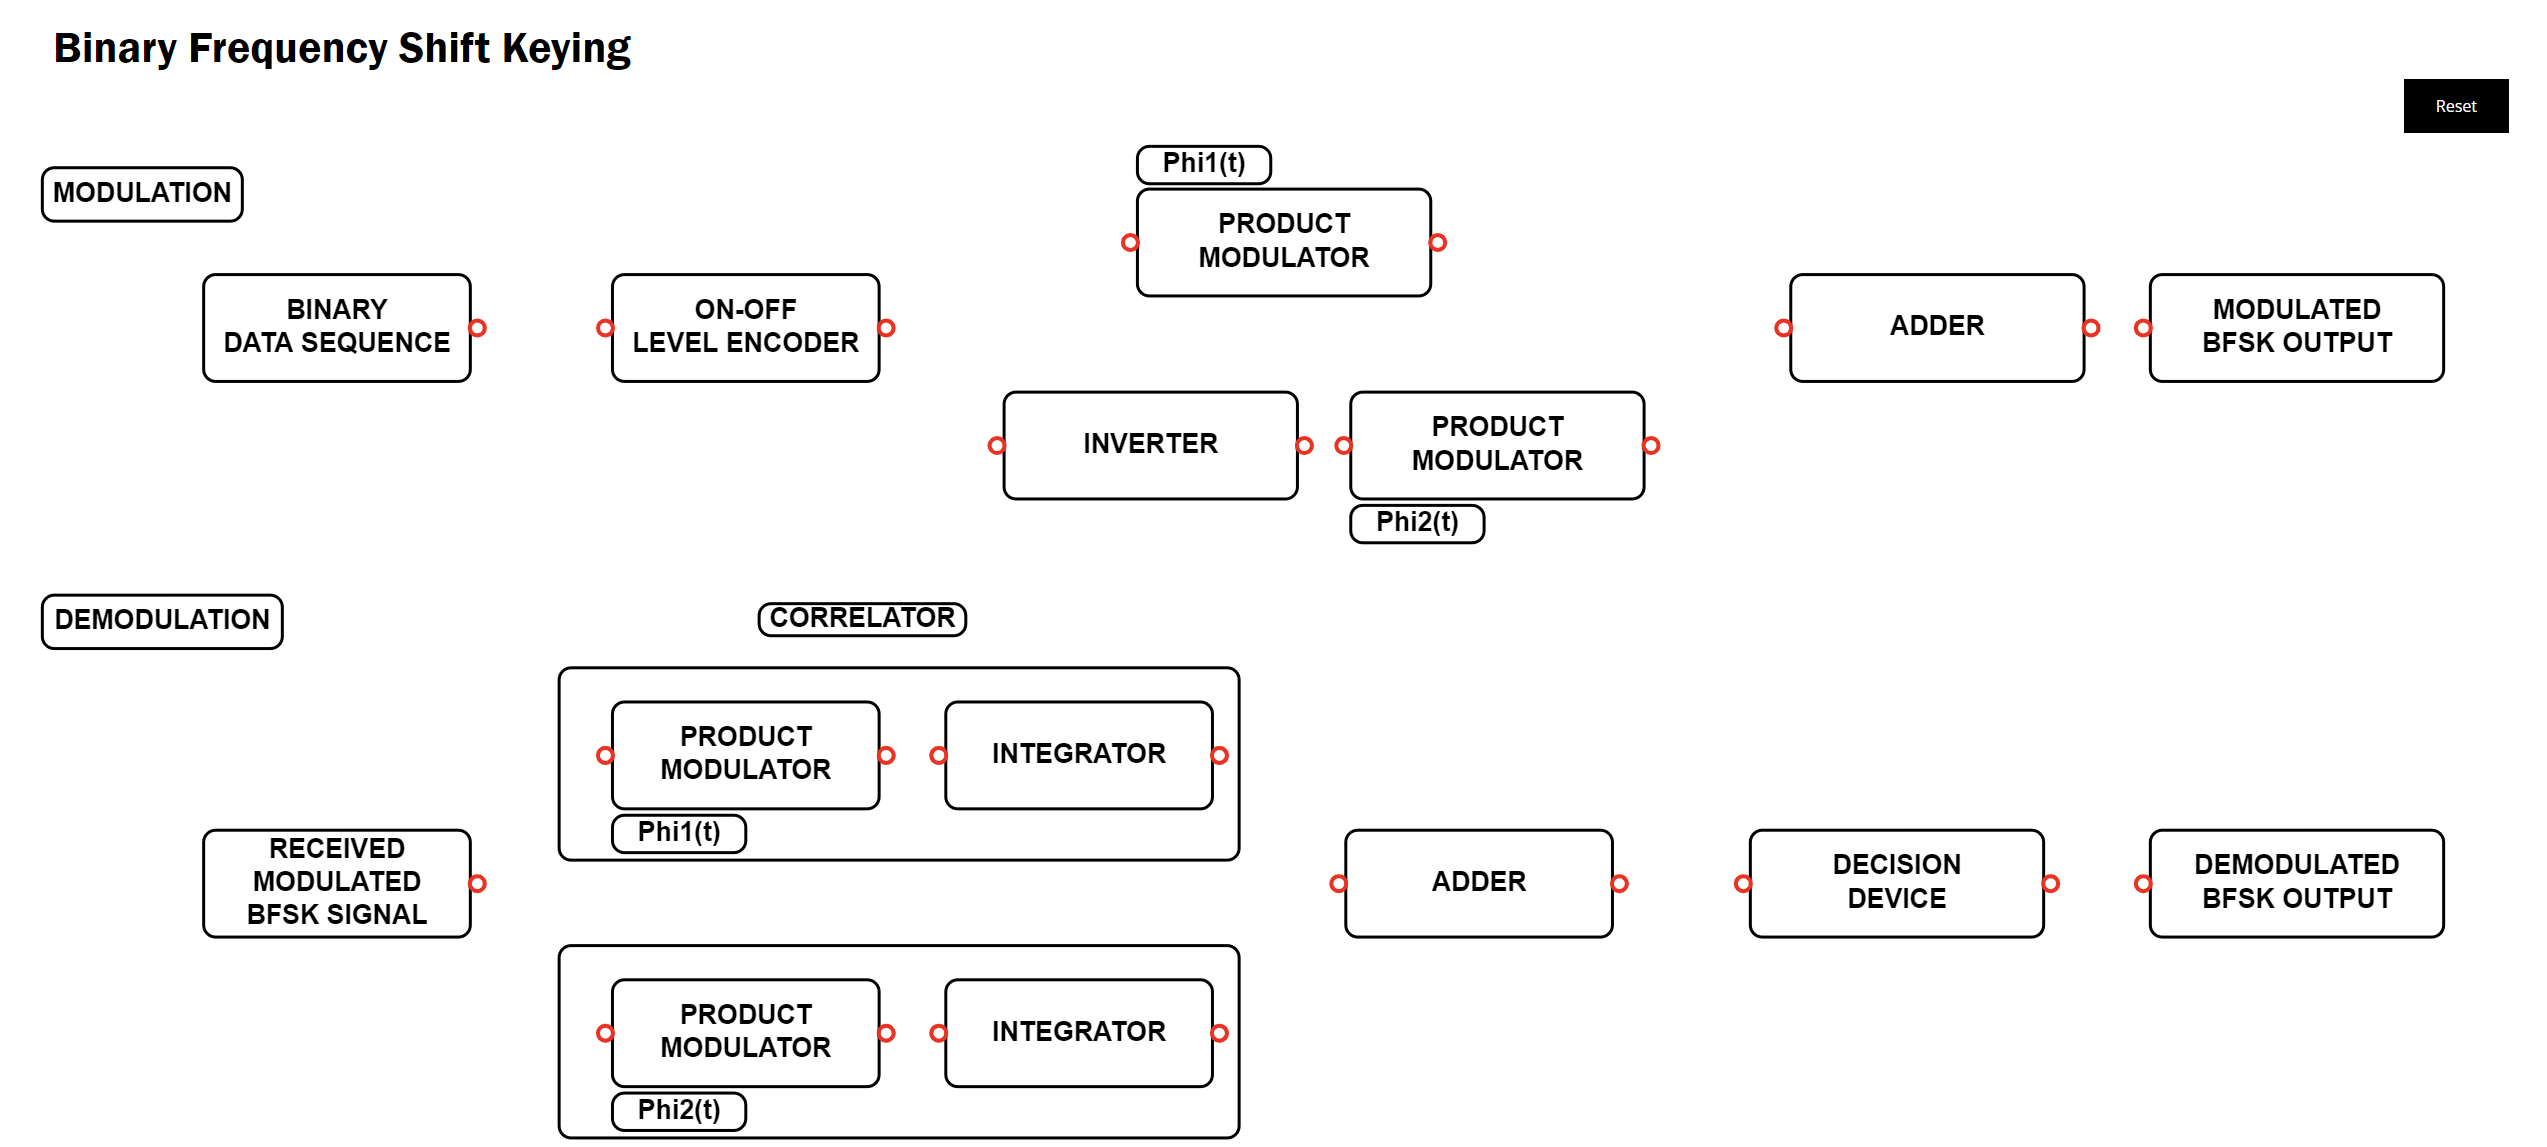 Binary Frequency Shift Keying
Reset
MODULATION
Phi1(t)
PRODUCT
MODULATOR
BINARY
DATA SEQUENCE
ON-OFF
LEVEL ENCODER
ADDER
MODULATED
BFSK OUTPUT
INVERTER
PRODUCT
MODULATOR
Phi2(t)
DEMODULATION
CORRELATOR
PRODUCT
MODULATOR
INTEGRATOR
Phi1(t)
RECEIVED
MODULATED
BFSK SIGNAL
ADDER
DECISION
DEVICE
DEMODULATED
BFSK OUTPUT
PRODUCT
MODULATOR
INTEGRATOR
Phi2(t)